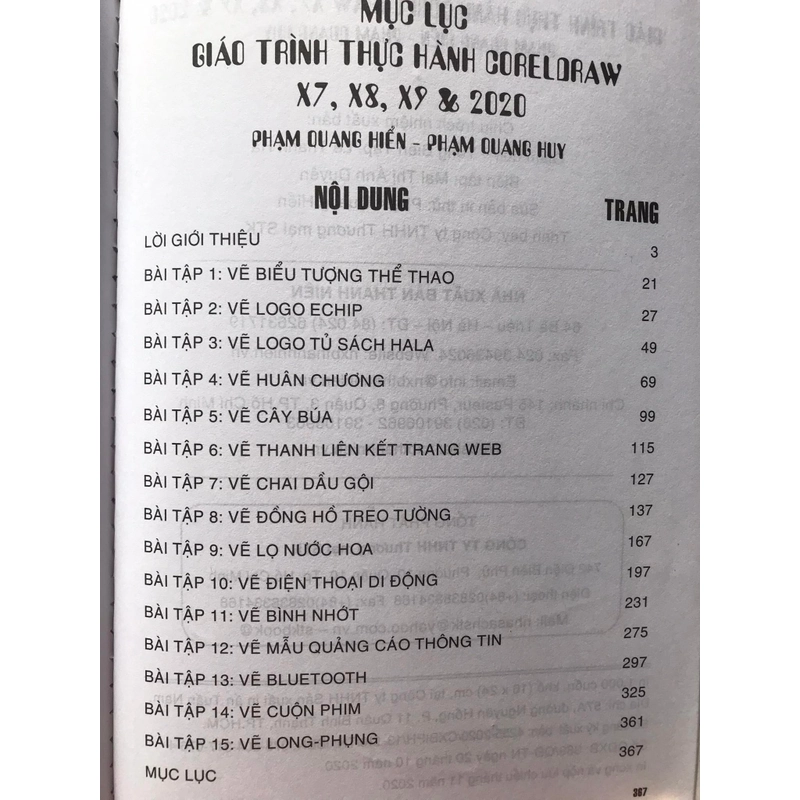 MỤC LỤC
GIÁO TRÌNH THỰC HÀNH CORELDRAW
X7, X8, X9 & 2020
PHẠM QUANG HIỂN - PHẠM QUANG HUY
NỘI DUNG TRANG
LỜI GIỚI THIỆU 3
BÀI TẬP 1: VẼ BIỂU TƯỢNG THỂ THAO 21
BÀI TẬP 2: VẼ LOGO ECHIP 27
BÀI TẬP 3: VẼ LOGO TỦ SÁCH HALA 49
BÀI TẬP 4: VẼ HUÂN CHƯƠNG 69
BÀI TẬP 5: VẼ CÂY BÚA 99
BÀI TẬP 6: VẼ THANH LIÊN KẾT TRANG WEB 115
BÀI TẬP 7: VẼ CHAI DẦU GỘI 127
BÀI TẬP 8: VẼ ĐỒNG HỒ TREO TƯỜNG 137
BÀI TẬP 9: VẼ LỌ NƯỚC HOA 167
BÀI TẬP 10: VẼ ĐIỆN THOẠI DI ĐỘNG 197
BÀI TẬP 11: VẼ BÌNH NHỚT 231
BÀI TẬP 12: VẼ MẪU QUẢNG CÁO THÔNG TIN 275
BÀI TẬP 13: VẼ BLUETOOTH 297
BÀI TẬP 14: VẼ CUỘN PHIM 325
BÀI TẬP 15: VẼ LONG-PHỤNG 361
MỤC LỤC 367
367